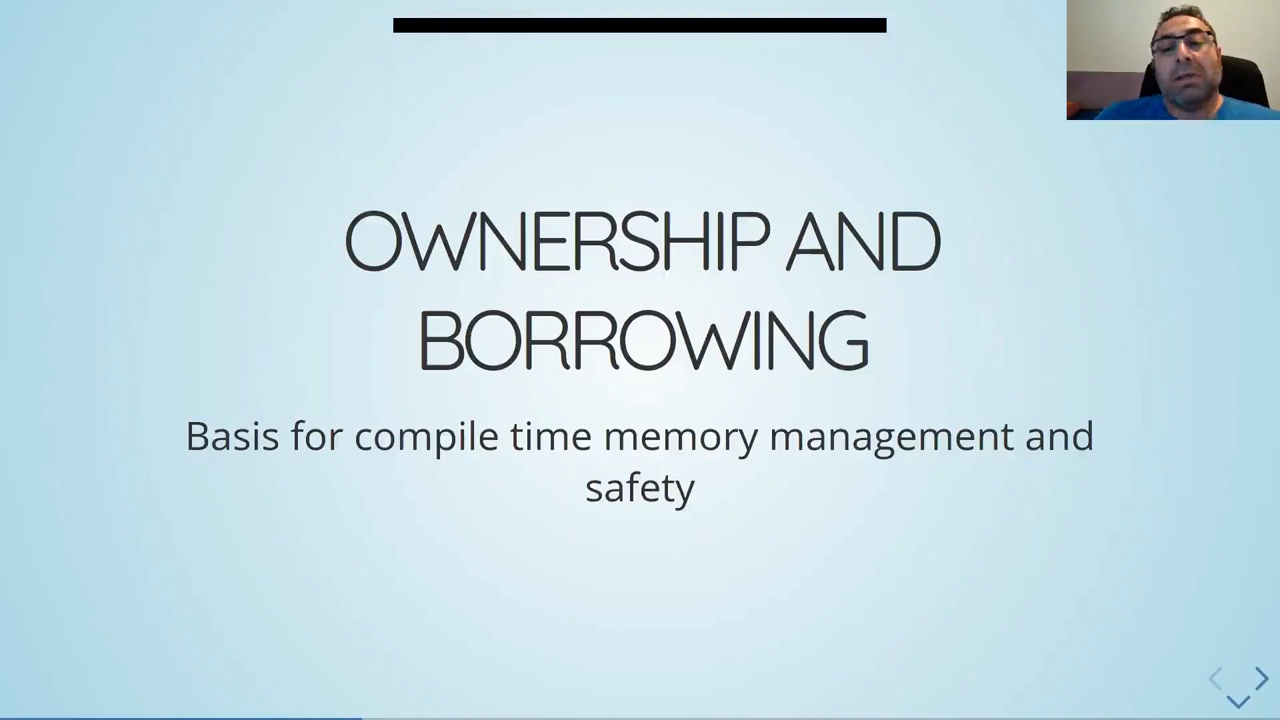 OWNERSHIP AND
BORROWING
Basis for compile time memory management and
safety